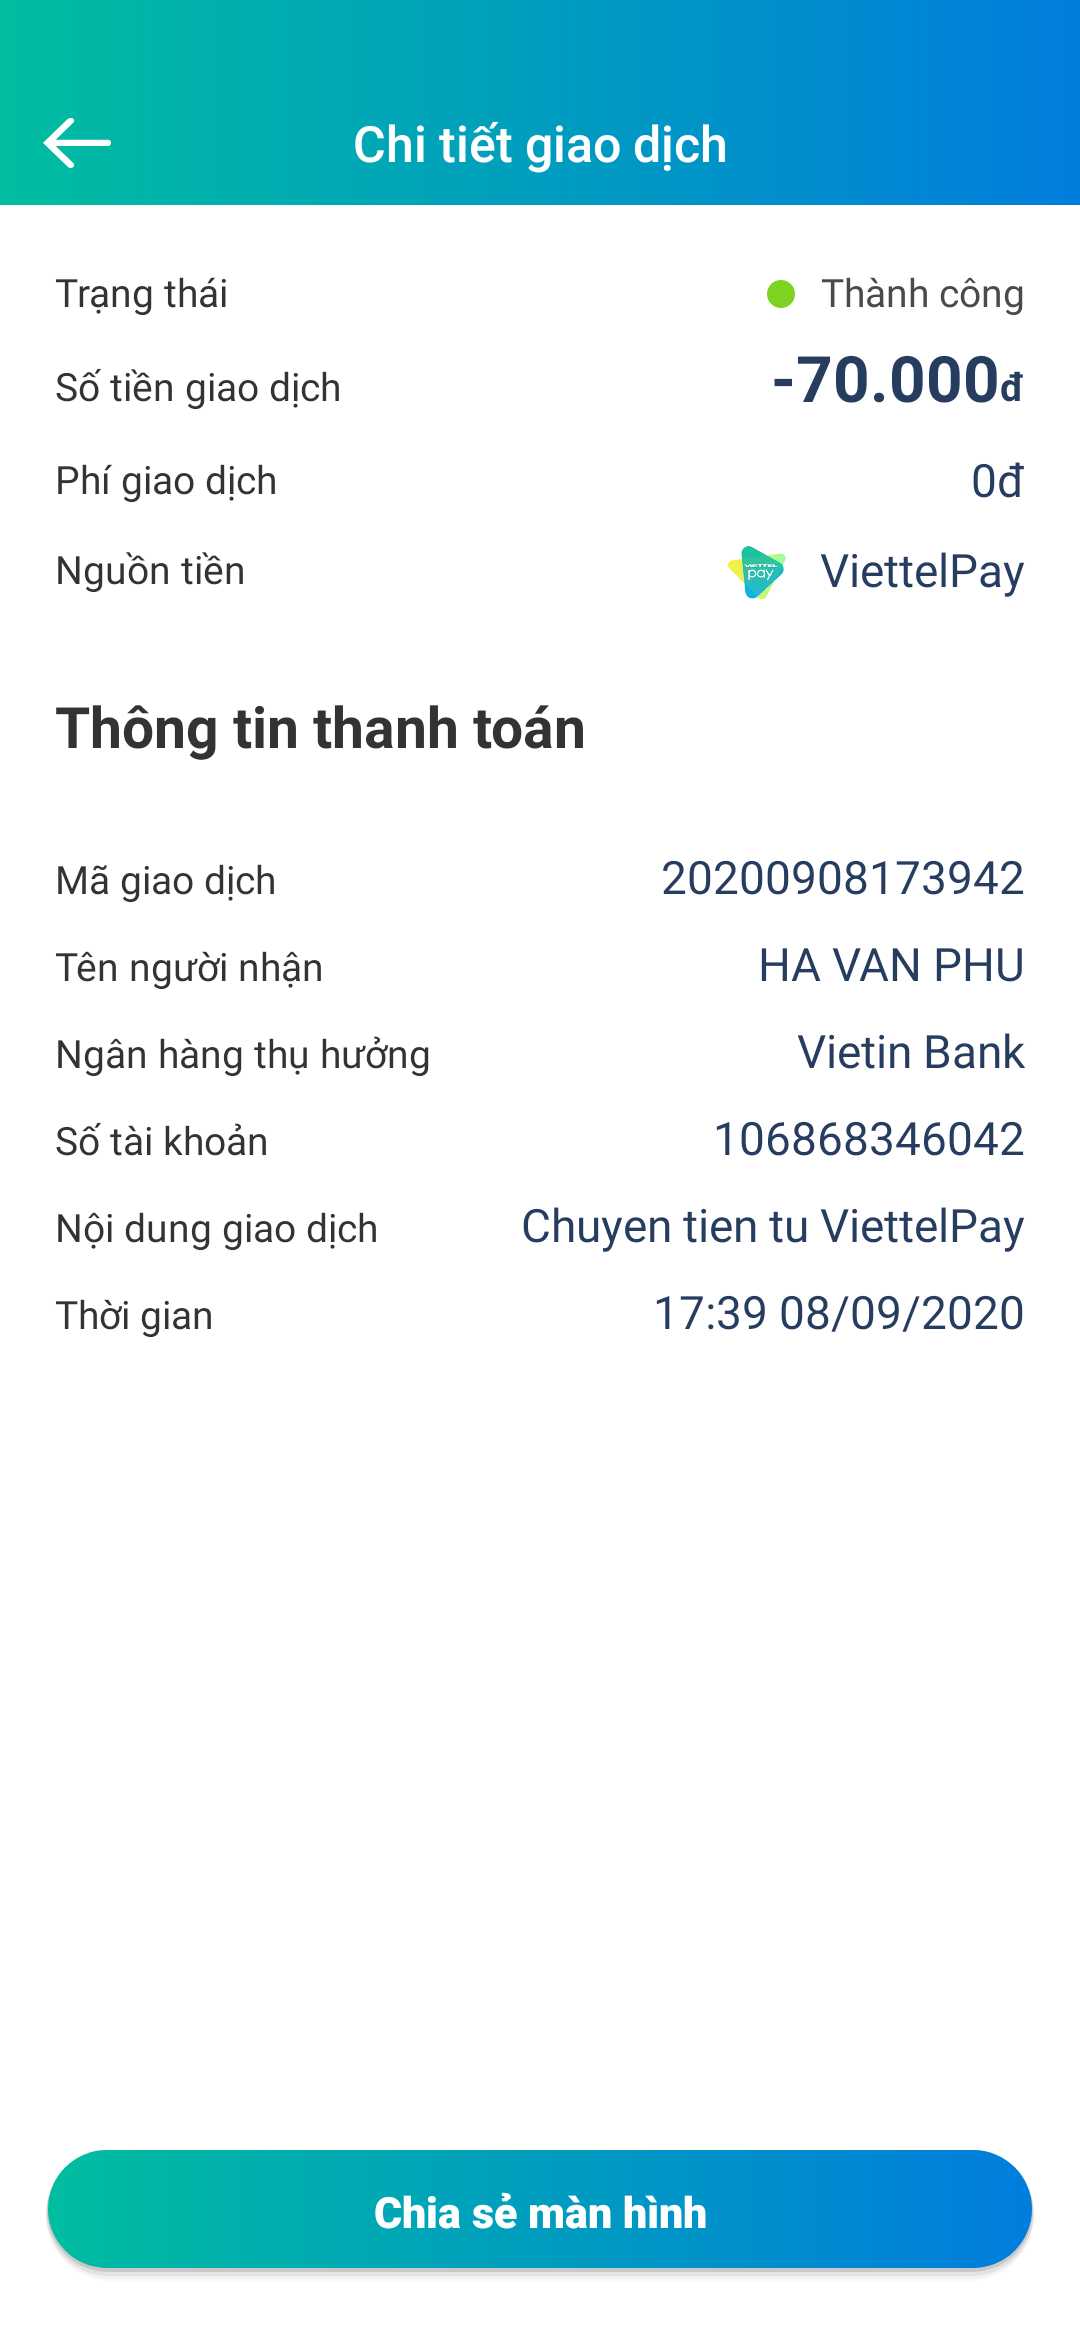 Chi tiết giao dịch
Trạng thái Thành công
Số tiền giao dịch -70.000đ
Phí giao dịch 0đ
Nguồn tiền VIETTEL pay ViettelPay
Thông tin thanh toán
Mã giao dịch 20200908173942
Tên người nhận HA VAN PHU
Ngân hàng thụ hưởng Vietin Bank
Số tài khoản 106868346042
Nội dung giao dịch Chuyen tien tu ViettelPay
Thời gian 17:39 08/09/2020
Chia sẻ màn hình